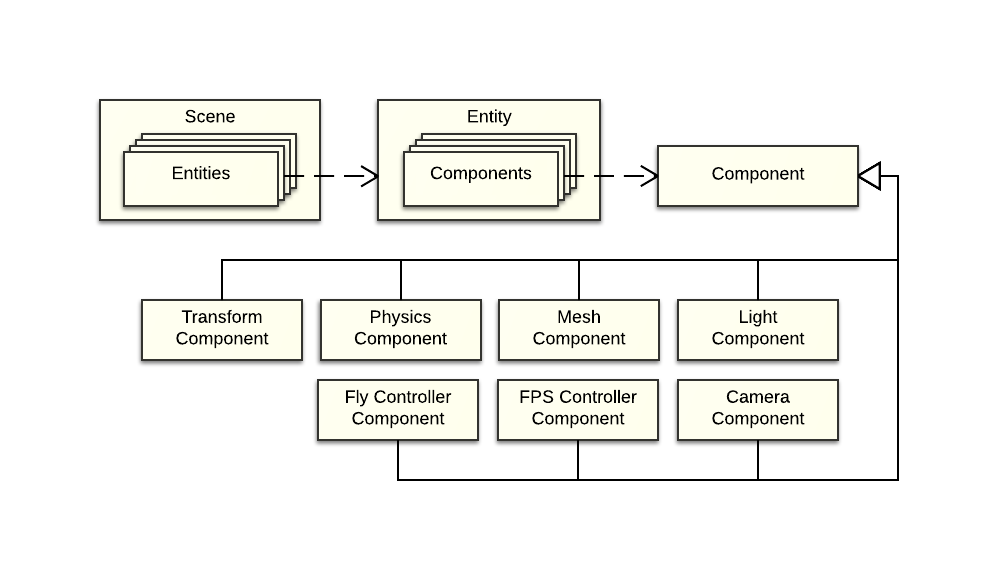 Scene
Entities
Entity
Components
Component
Transform
Component
Physics
Component
Mesh
Component
Light
Component
Fly Controller
Component
FPS Controller
Component
Camera
Component